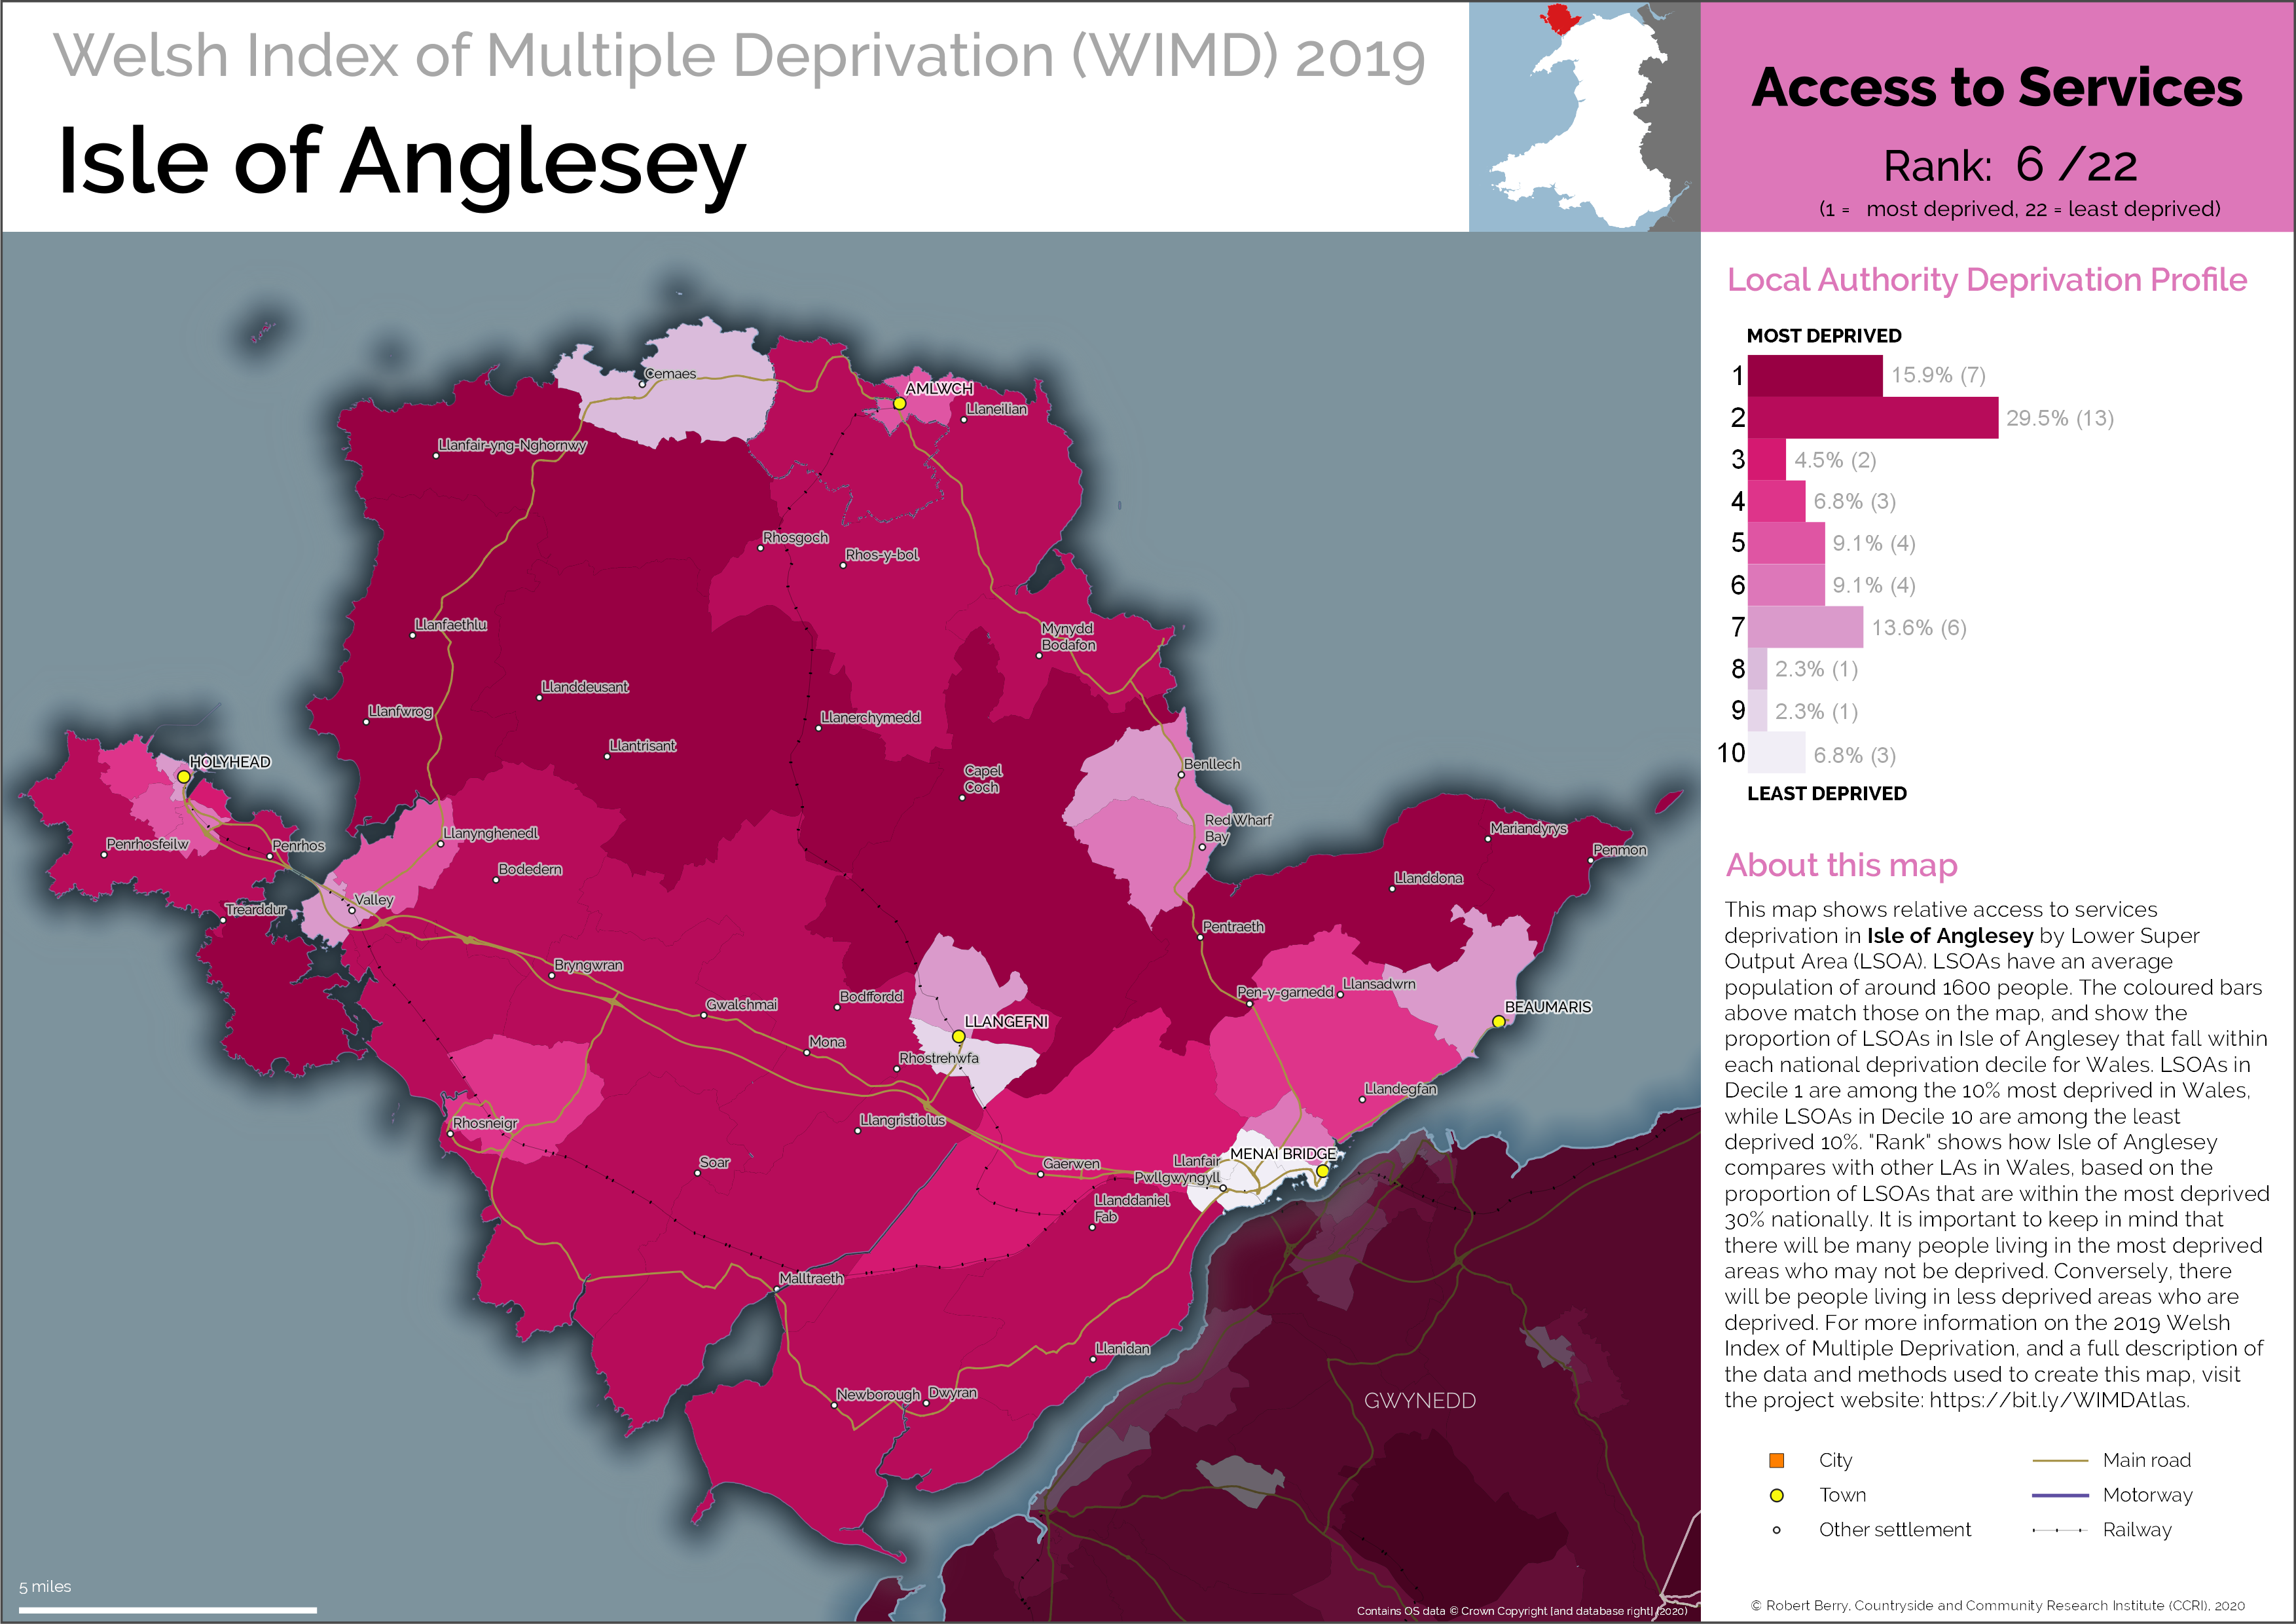 Welsh Index of Multiple Deprivation (WIMD) 2019
Isle of Anglesey
Access to Services
Rank: 6 /22
(1 = most deprived, 22 = least deprived)
Cemaes
AMLWCH
Llaneilian
Llanfair-yng-Nghornwy
Rhosgoch
Rhos-y-bol
Llanfaethlu
Mynydd
Bodafon
Llanddeusant
Llanfwrog
Llanerchymedd
Llantrisant
HOLYHEAD
Capel
Coch
Benllech
Red Wharf
Bay
Mariandyrys
Penmon
Llanynghenedl
Penrhosfeilw
Penrhos
Bodedern
Llanddona
Valley
Trearddur
Pentraeth
Bryngwran
Llansadwrn
Pen-y-garnedd
Bodffordd
Gwalchmai
BEAUMARIS
LLANGEFNI
Mona
Rhostrehwfa
Llandegfan
Rhosneigr
Llangristiolus
MENAI BRIDGE
Soar
Gaerwen
Llanfair
Pwllgwyngyll
Llanddaniel
Fab
Malltraeth
Llanidan
Newborough
Dwyran
GWYNEDD
5 miles
Contains OS data © Crown Copyright [and database right] (2020)
Local Authority Deprivation Profile
MOST DEPRIVED
1 15.9% (7)
2 29.5% (13)
3 4.5% (2)
4 6.8% (3)
5 9.1% (4)
6 9.1% (4)
7 13.6% (6)
8 2.3% (1)
9 2.3% (1)
10 6.8% (3)
LEAST DEPRIVED
About this map
This map shows relative access to services
deprivation in Isle of Anglesey by Lower Super
Output Area (LSOA). LSOAs have an average
population of around 1600 people. The coloured bars
above match those on the map, and show the
proportion of LSOAs in Isle of Anglesey that fall within
each national deprivation decile for Wales. LSOAs in
Decile 1 are among the 10% most deprived in Wales,
while LSOAs in Decile 10 are among the least
deprived 10%. "Rank" shows how Isle of Anglesey
compares with other LAs in Wales, based on the
proportion of LSOAs that are within the most deprived
30% nationally. It is important to keep in mind that
there will be many people living in the most deprived
areas who may not be deprived. Conversely, there
will be people living in less deprived areas who are
deprived. For more information on the 2019 Welsh
Index of Multiple Deprivation, and a full description of
the data and methods used to create this map, visit
the project website: https://bit.ly/WIMDAtlas.
City
Town
Other settlement
Main road
Motorway
Railway
© Robert Berry, Countryside and Community Research Institute (CCRI), 2020